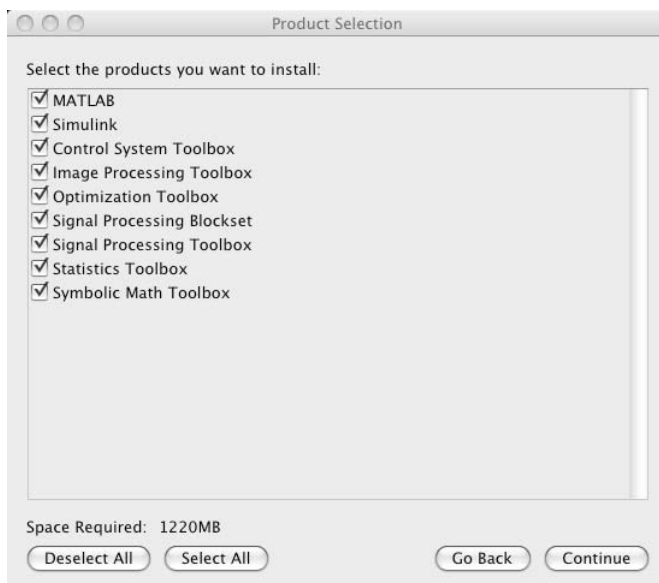 Product Selection
Select the products you want to install:
MATLAB
Simulink
Control System Toolbox
Image Processing Toolbox
Optimization Toolbox
Signal Processing Blockset
Signal Processing Toolbox
Statistics Toolbox
Symbolic Math Toolbox
Space Required: 1220MB
Deselect All Select All Go Back Continue